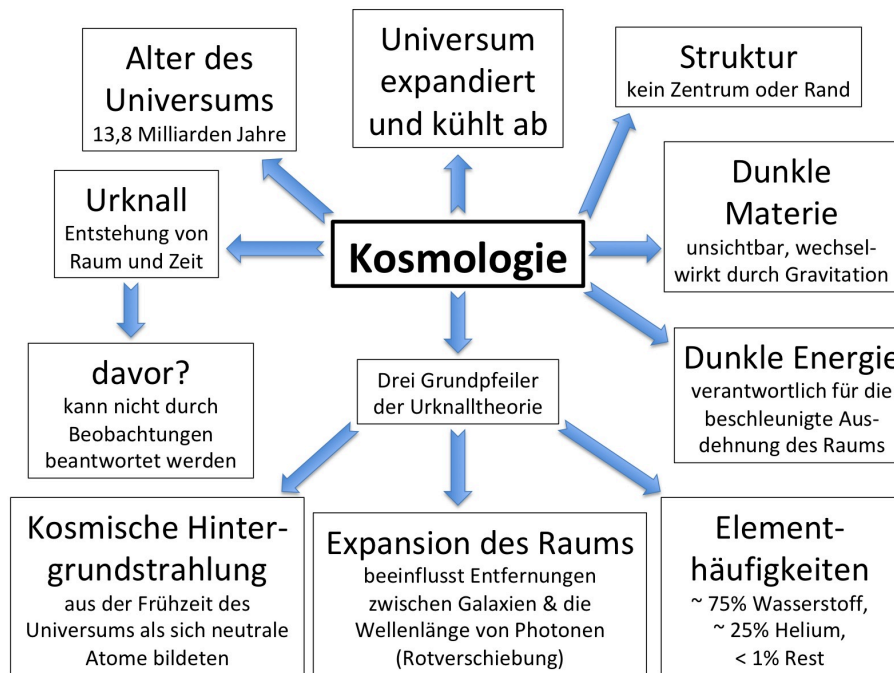 Alter des
Universums
13,8 Milliarden Jahre
Universum
expandiert
und kühlt ab
Struktur
kein Zentrum oder Rand
Urknall
Entstehung von
Raum und Zeit
Kosmologie
Dunkle
Materie
unsichtbar, wechsel-
wirkt durch Gravitation
davor?
kann nicht durch
Beobachtungen
beantwortet werden
Drei Grundpfeiler
der Urknalltheorie
Dunkle Energie
verantwortlich für die
beschleunigte Aus-
dehnung des Raums
Kosmische Hinter-
grundstrahlung
aus der Frühzeit des
Universums als sich neutrale
Atome bildeten
Expansion des Raums
beeinflusst Entfernungen
zwischen Galaxien & die
Wellenlänge von Photonen
(Rotverschiebung)
Element-
häufigkeiten
~ 75% Wasserstoff,
~ 25% Helium,
< 1% Rest